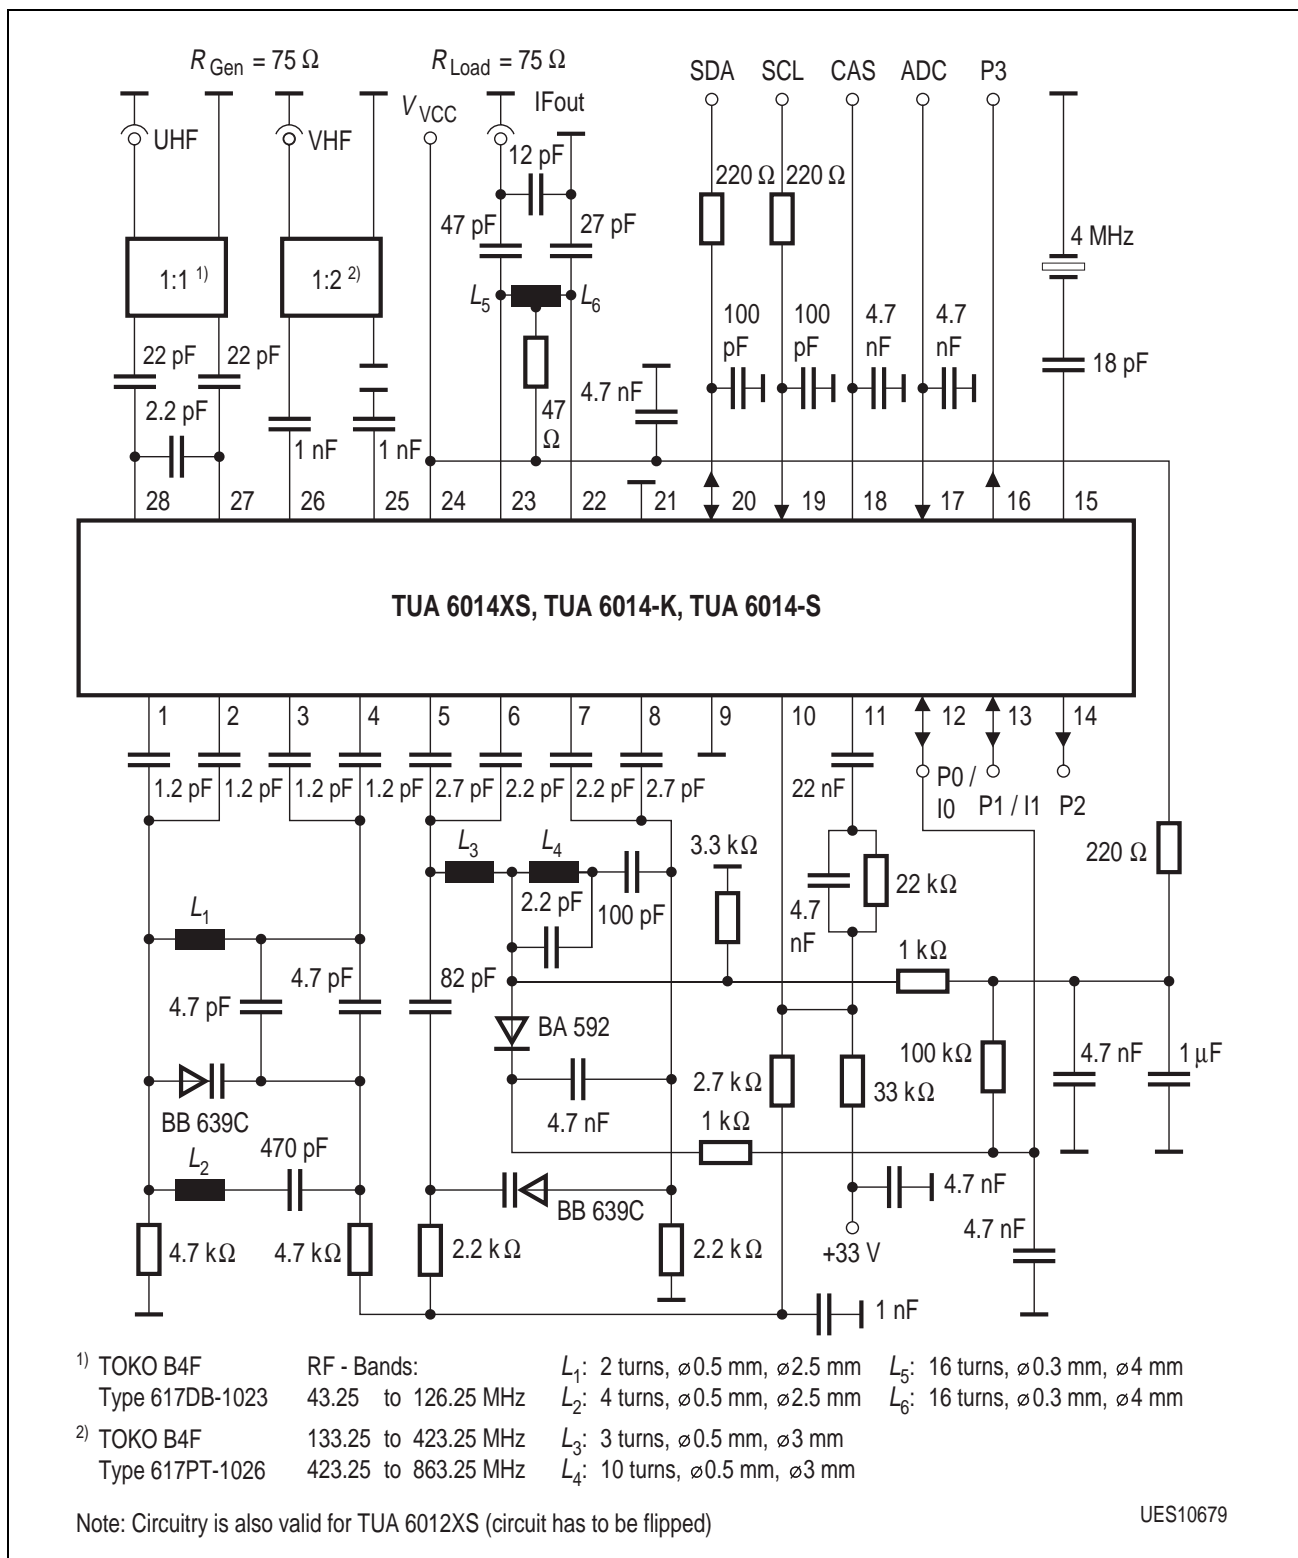 R Gen = 75 Ω
R Load = 75 Ω
SDA SCL CAS ADC P3
UHF VHF V VCC IFout
12 pF
220 Ω 220 Ω
47 pF 27 pF
4 MHz
1:1 1) 1:2 2)
L5 L6
100 pF 100 pF 4.7 nF 4.7 nF
22 pF 22 pF
18 pF
2.2 pF
4.7 nF
47 Ω
1 nF 1 nF
28 27 26 25 24 23 22 21 20 19 18 17 16 15
TUA 6014XS, TUA 6014-K, TUA 6014-S
1 2 3 4 5 6 7 8 9 10 11 12 13 14
1.2 pF 1.2 pF 1.2 pF 1.2 pF 2.7 pF 2.2 pF 2.2 pF 2.7 pF
22 nF
P0 / I0 P1 / I1 P2
L3 L4
3.3 kΩ
220 Ω
22 kΩ
2.2 pF 100 pF
4.7 nF
L1
1 kΩ
4.7 pF 4.7 pF 82 pF
BA 592
100 kΩ 4.7 nF 1 µF
2.7 kΩ 33 kΩ
BB 639C
4.7 nF
1 kΩ
470 pF
L2
4.7 nF
BB 639C
4.7 nF
4.7 kΩ 4.7 kΩ 2.2 kΩ 2.2 kΩ
+33 V
1 nF
1) TOKO B4F RF - Bands: L1: 2 turns, ⌀0.5 mm, ⌀2.5 mm L5: 16 turns, ⌀0.3 mm, ⌀4 mm
Type 617DB-1023 43.25 to 126.25 MHz L2: 4 turns, ⌀0.5 mm, ⌀2.5 mm L6: 16 turns, ⌀0.3 mm, ⌀4 mm
2) TOKO B4F 133.25 to 423.25 MHz L3: 3 turns, ⌀0.5 mm, ⌀3 mm
Type 617PT-1026 423.25 to 863.25 MHz L4: 10 turns, ⌀0.5 mm, ⌀3 mm
Note: Circuitry is also valid for TUA 6012XS (circuit has to be flipped)
UES10679